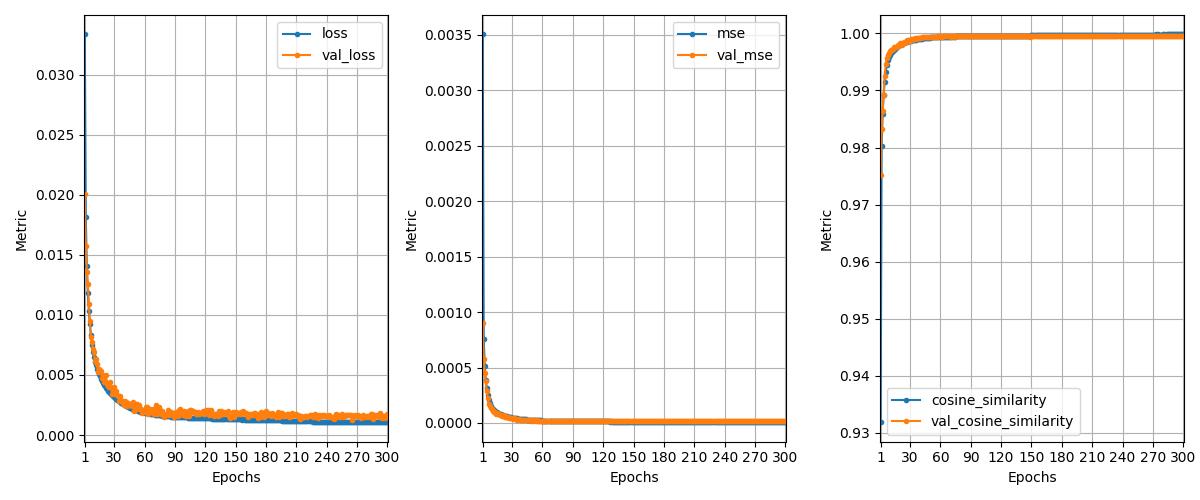 loss
val_loss
0.030
0.025
0.020
0.015
0.010
0.005
0.000
Metric
1 30 60 90 120 150 180 210 240 270 300
Epochs
mse
val_mse
0.0035
0.0030
0.0025
0.0020
0.0015
0.0010
0.0005
0.0000
Metric
1 30 60 90 120 150 180 210 240 270 300
Epochs
1.00
0.99
0.98
0.97
0.96
0.95
0.94
0.93
Metric
cosine_similarity
val_cosine_similarity
1 30 60 90 120 150 180 210 240 270 300
Epochs